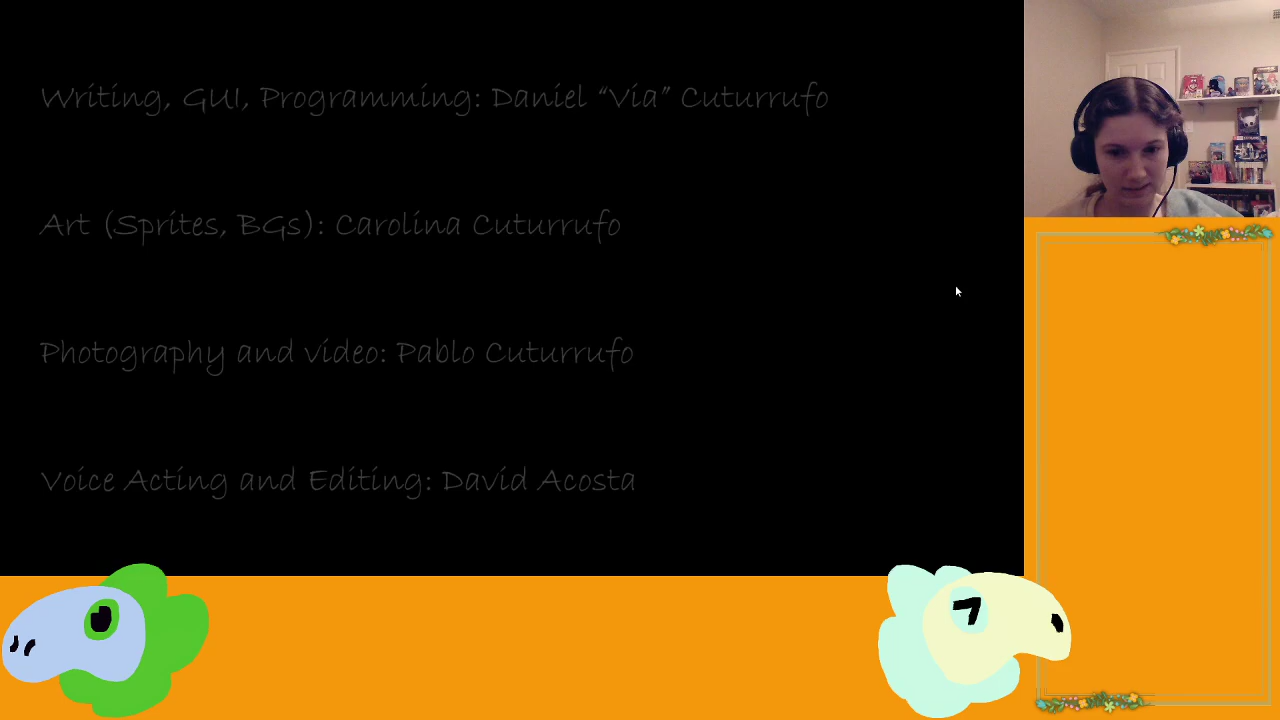 Writing, GUI, Programming: Daniel “Via” Cuturrufo
Art (Sprites, BGs): Carolina Cuturrufo
Photography and video: Pablo Cuturrufo
Voice Acting and Editing: David Acosta